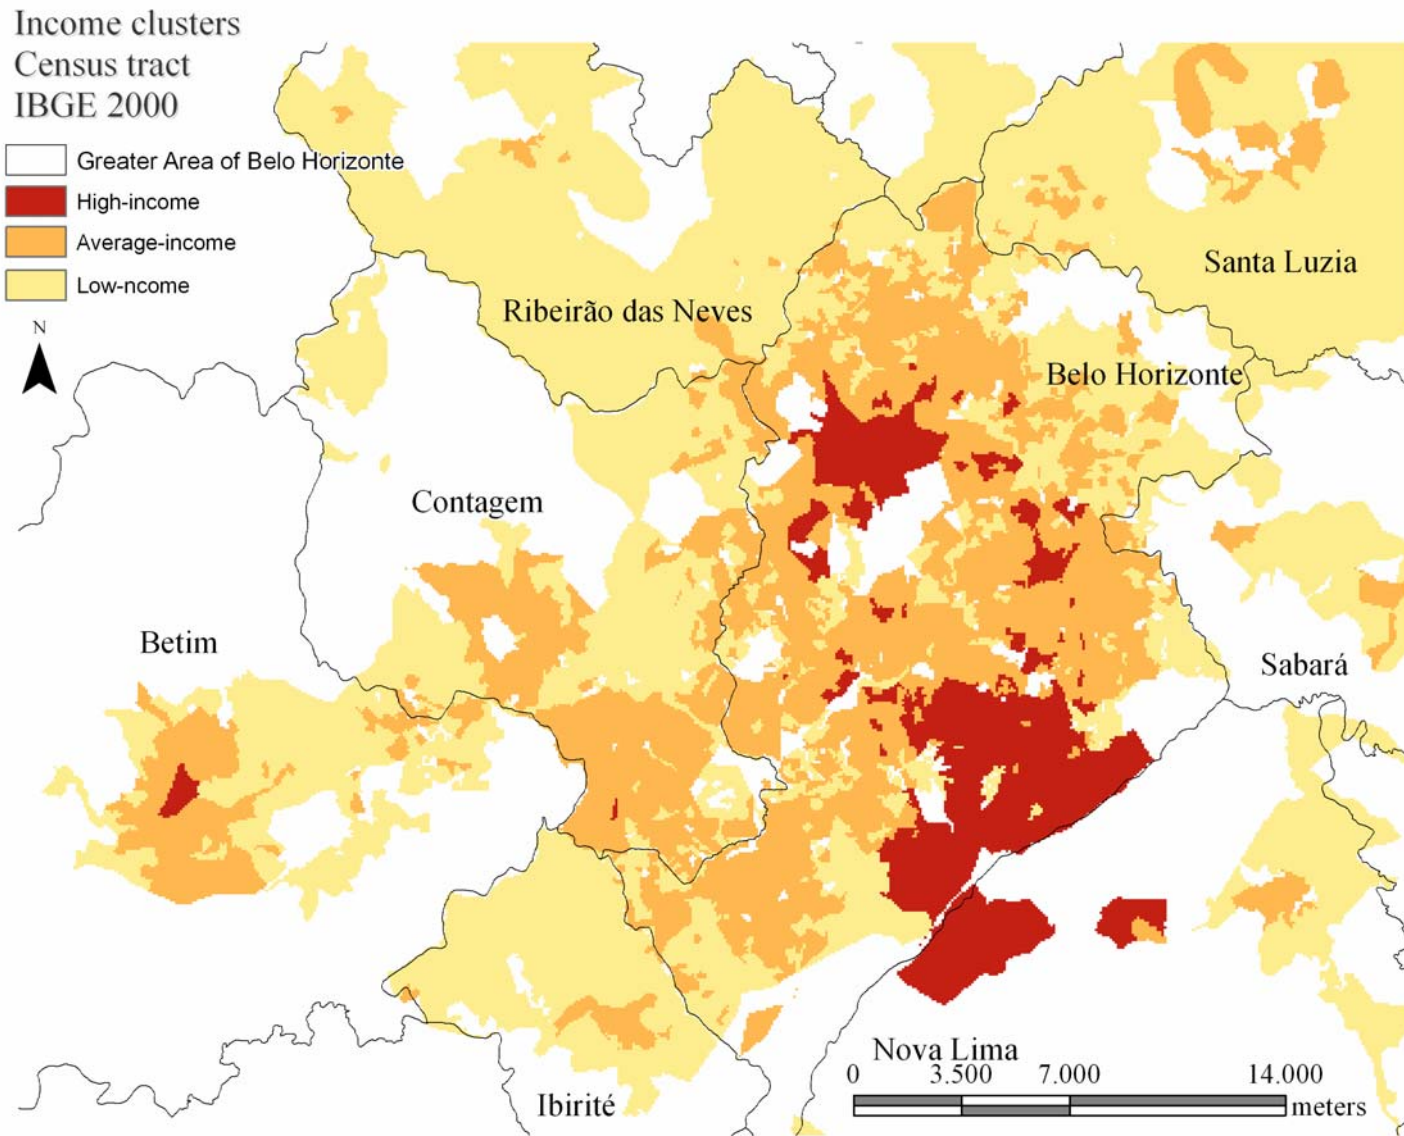 Income clusters
Census tract
IBGE 2000
Greater Area of Belo Horizonte
High-income
Average-income
Low-ncome
N
Santa Luzia
Ribeirão das Neves
Belo Horizonte
Contagem
Betim
Sabará
Nova Lima
0 3.500 7.000 14.000
meters
Ibirité